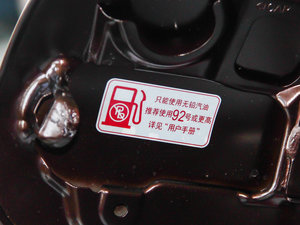 只能使用无铅汽油
推荐使用92号或更高
详见“用户手册”